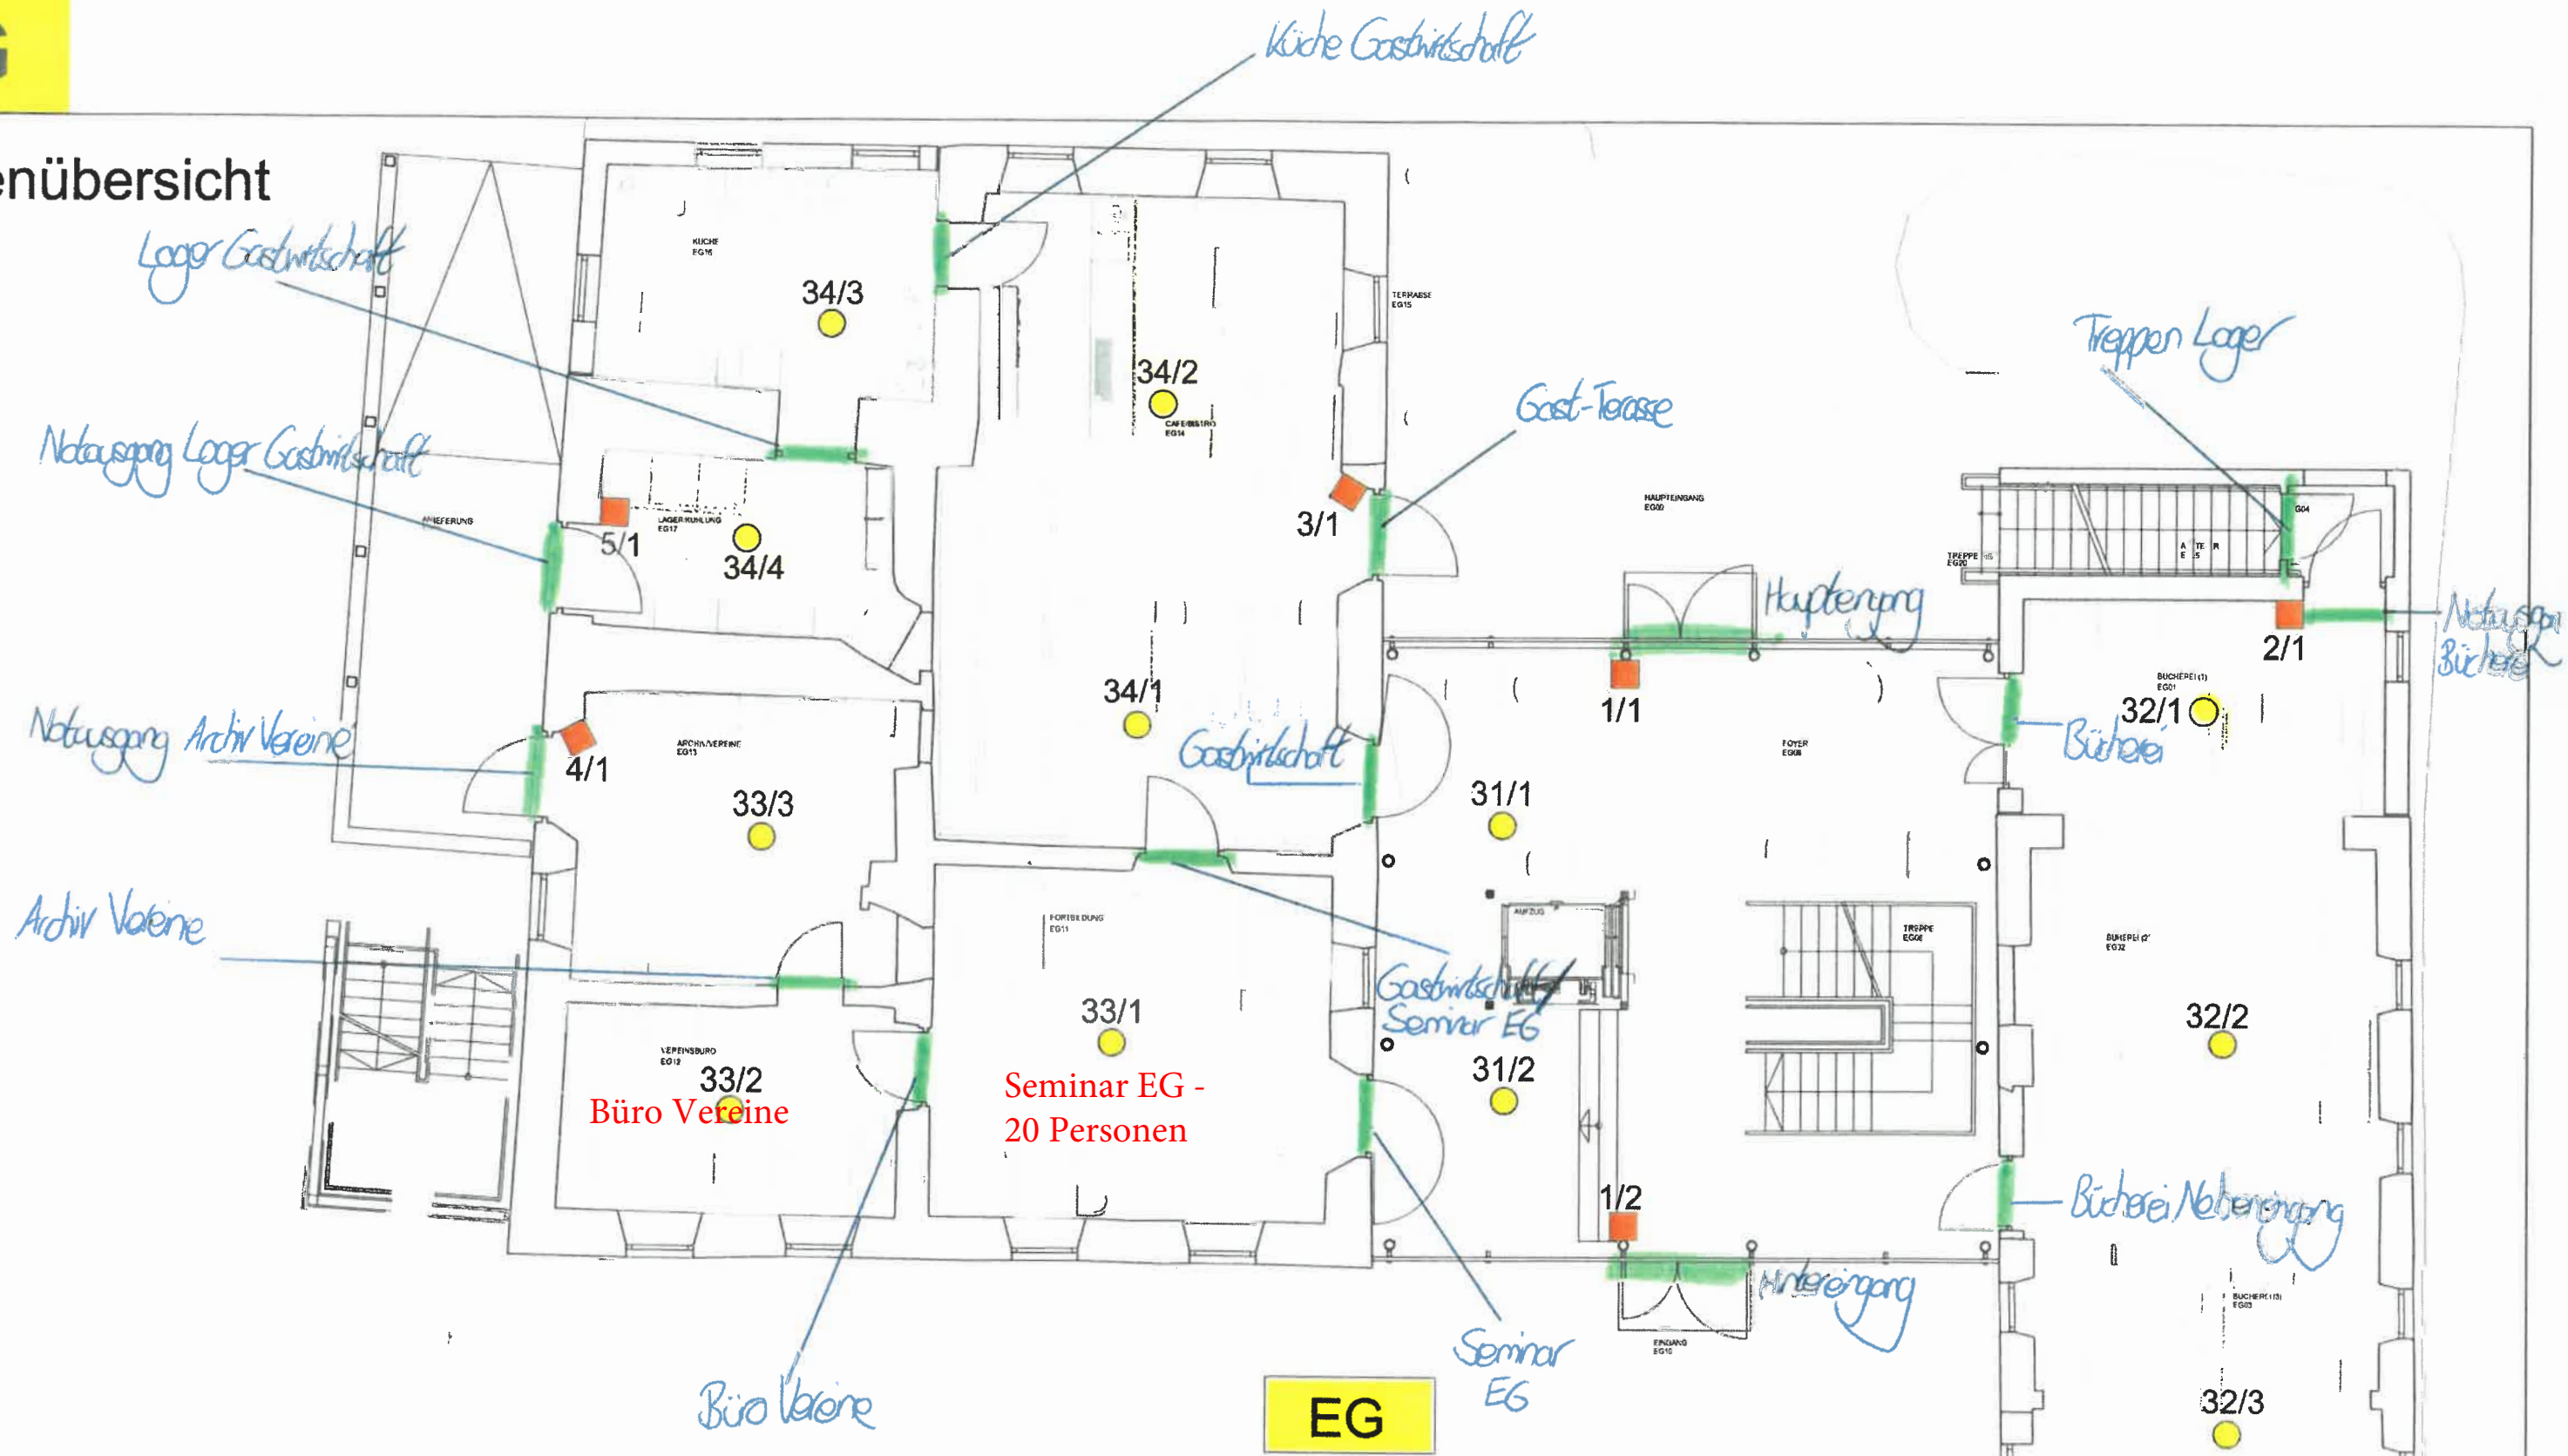 Küche Gastwirtschaft
enübersicht
Lager Gastwirtschaft
KÜCHE
EG16
34/3
TERRASSE
EG15
Treppen Lager
34/2
CAFE/BISTRO
EG14
Gast-Terasse
Notausgang Lager Gastwirtschaft
ANLIEFERUNG
LAGER/KÜHLUNG
EG17
5/1
34/4
3/1
HAUPTEINGANG
EG00
G04
TREPPE
EG20
Haupteingang
2/1
Bücherei
BÜCHEREI (1)
EG01
32/1
34/1
1/1
Notausgang Archiv Vereine
4/1
ARCHIV/VEREINE
EG13
33/3
Gastwirtschaft
FOYER
Bücherei
31/1
Archiv Vereine
FORTBILDUNG
EG11
AUFZUG
TREPPE
Gastwirtschaft/
Seminar EG
33/1
32/2
VEREINSBÜRO
EG12
33/2
Büro Vereine
Seminar EG -
20 Personen
31/2
1/2
Bücherei Nebeneingang
Hintereingang
BÜCHEREI (3)
EG03
EINGANG
EG10
Seminar
EG
Büro Vereine
EG
32/3